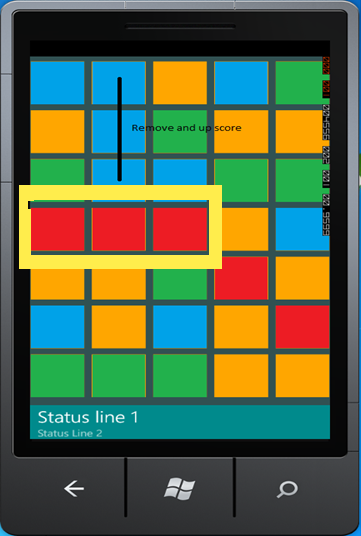 Remove and up score
Status line 1
Status Line 2